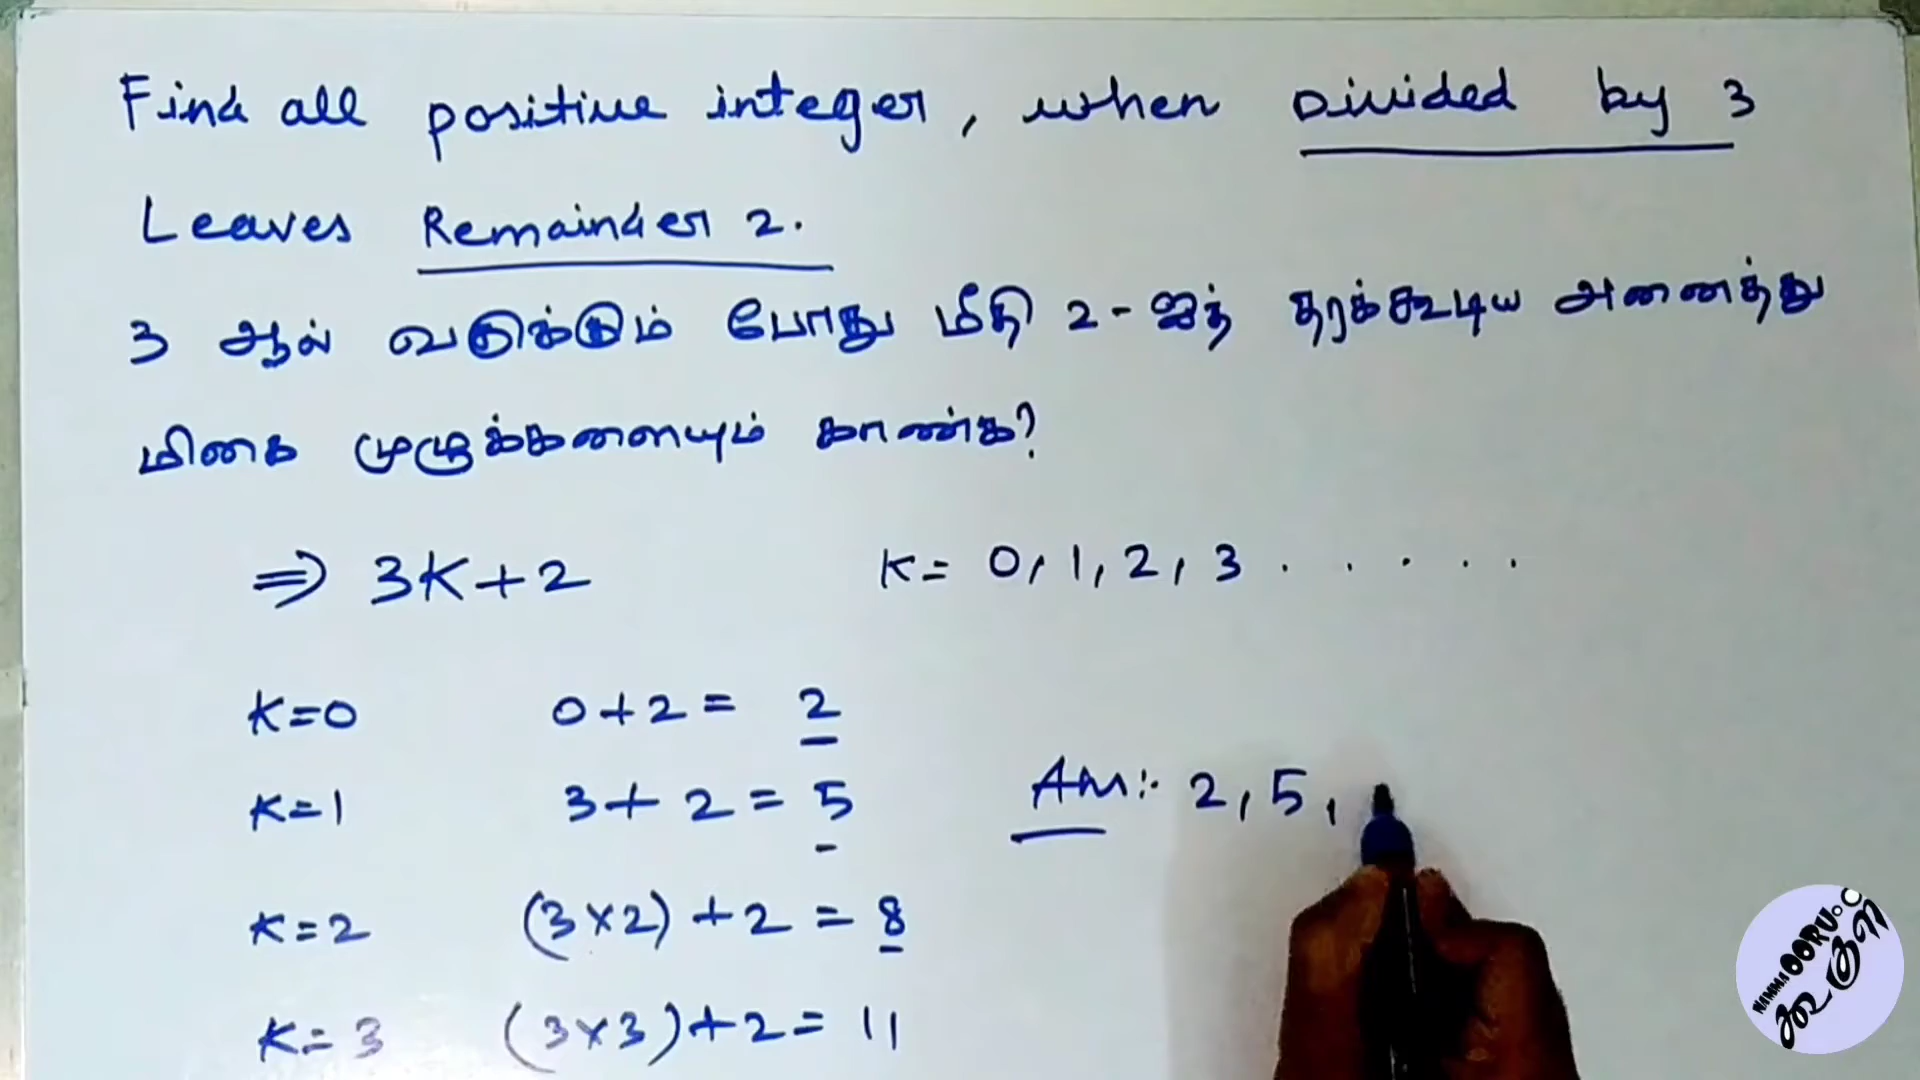 Find all positive integer, when Divided by 3
Leaves Remainder 2.
3 ஆல் வகுக்கும் போது மீதி 2-ஐத் தரக்கூடிய அனைத்து
மிகை முழுக்களையும் காண்க?
⇒ 3K+2 K= 0, 1, 2, 3 . . . . .
K=0 0+2= 2
K=1 3+2=5
Ans:- 2, 5,
K=2 (3×2)+2=8
K=3 (3×3)+2=11
OORU